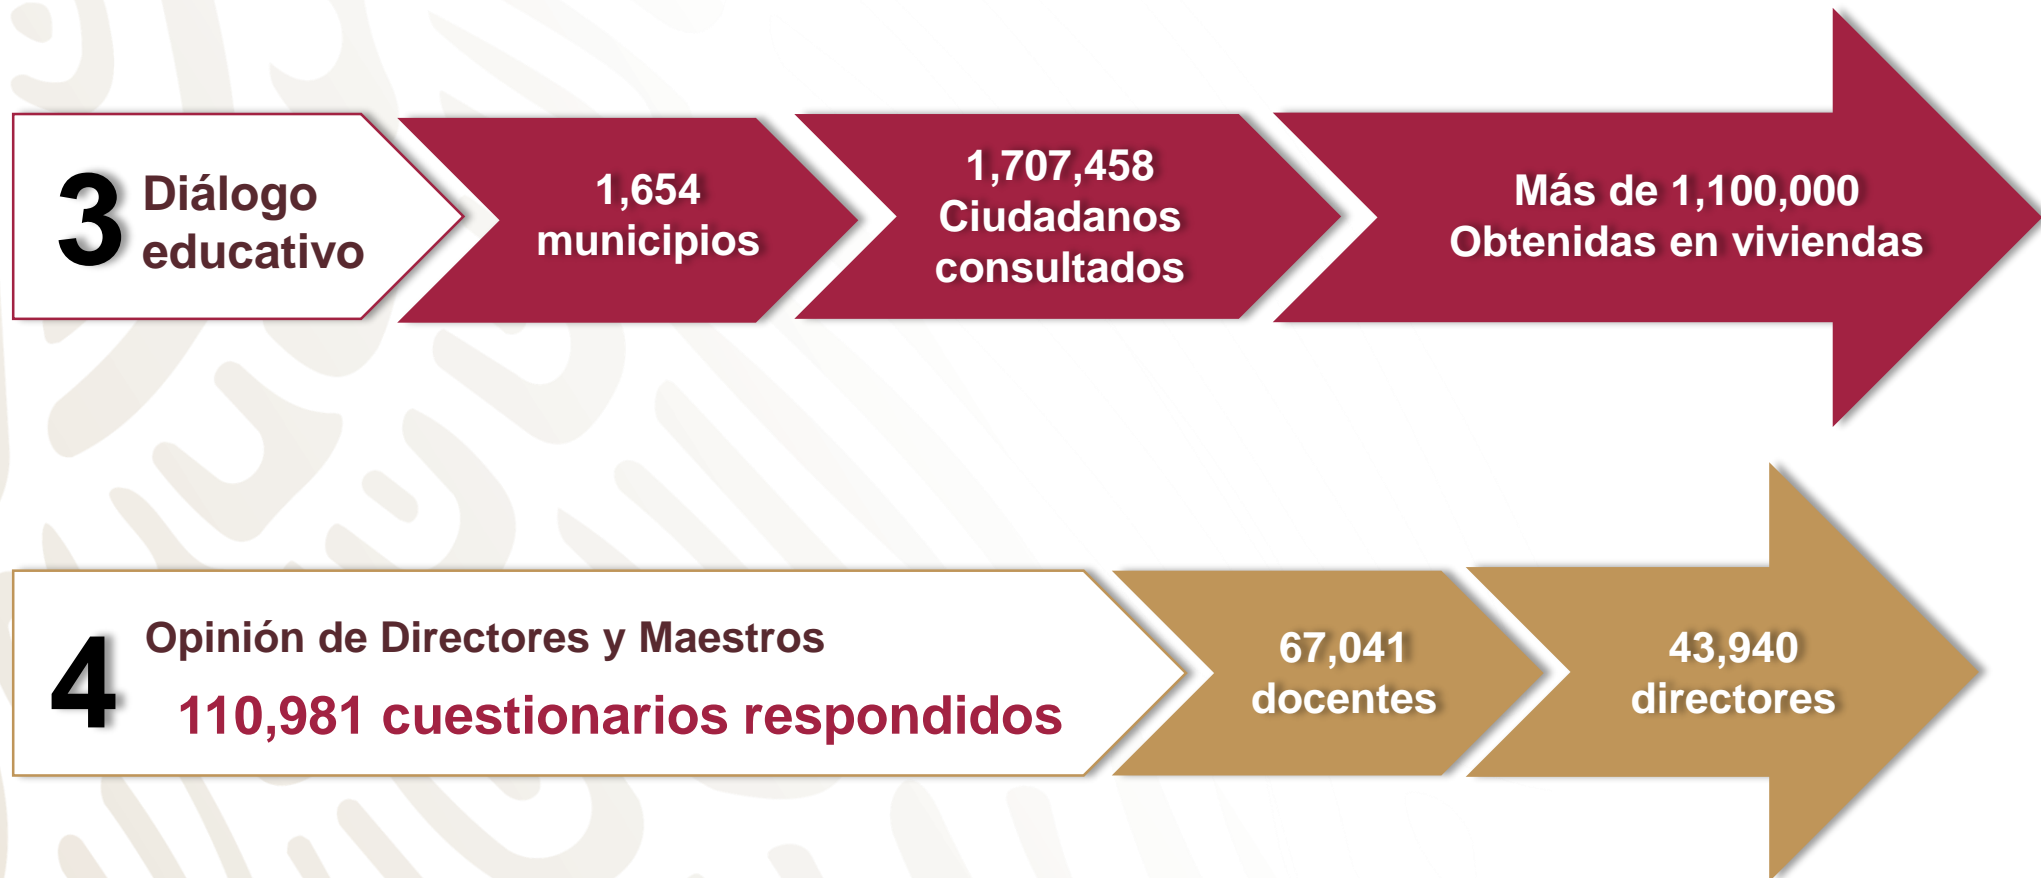 3
Diálogo
educativo
1,654
municipios
1,707,458
Ciudadanos
consultados
Más de 1,100,000
Obtenidas en viviendas
4
Opinión de Directores y Maestros
110,981 cuestionarios respondidos
67,041
docentes
43,940
directores